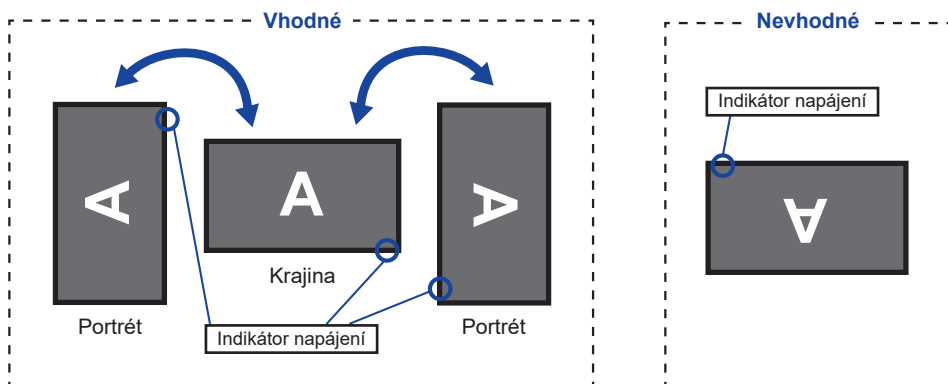 Vhodné
Nevhodné
Indikátor napájení
A
A
A
A
Krajina
Portrét
Portrét
Indikátor napájení